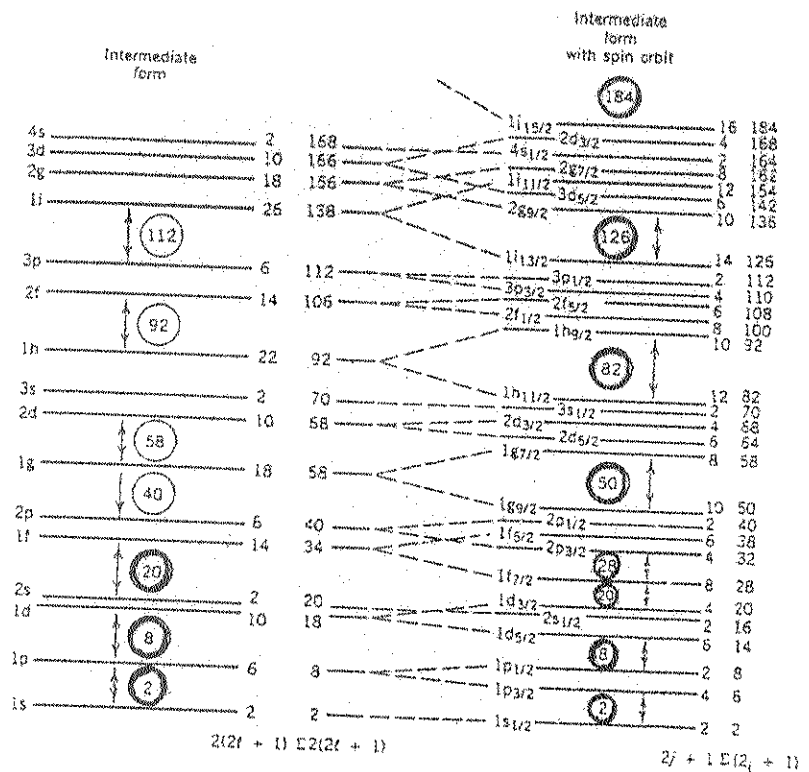 Intermediate
form
Intermediate
form
with spin orbit
184
1j15/2 16 184
4s 2 168 2d3/2 4 168
3d 10 166 4s1/2 2 164
2g 18 156 2g7/2 8 162
1i11/2 12 154
3d5/2 6 142
1i 26 138 2g9/2 10 136
112 126
1i13/2 14 126
3p 6 112 3p1/2 2 112
3p3/2 4 110
2f 14 106 2f5/2 6 108
2f1/2 8 100
92 1h9/2 10 92
1h 22 92 82
1h11/2 12 82
3s 2 70 3s1/2 2 70
2d 10 68 2d3/2 4 68
2d5/2 6 64
58 1g7/2 8 58
1g 18 58 50
40 1g9/2 10 50
2p 6 40 2p1/2 2 40
1f5/2 6 38
1f 14 34 2p3/2 4 32
28
20 1f7/2 8 28
20
2s 2 20 1d3/2 4 20
1d 10 18 2s1/2 2 16
1d5/2 6 14
8 8
1p 6 8 1p1/2 2 8
2 1p3/2 4 6
2
1s 2 2 1s1/2 2 2
2(2ℓ + 1) Σ2(2ℓ + 1) 2j + 1 Σ(2j + 1)